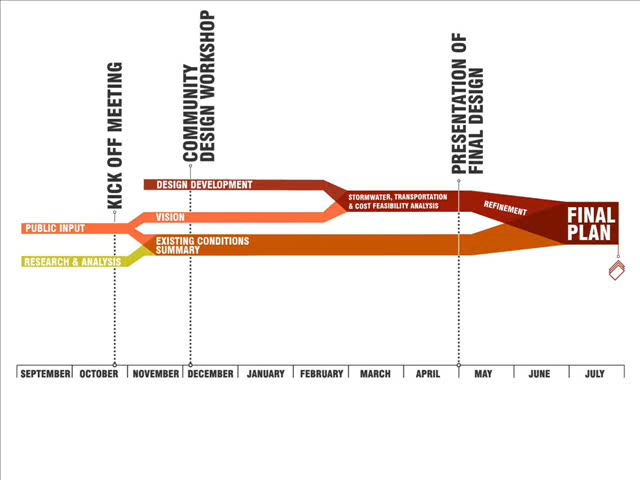 KICK OFF MEETING
COMMUNITY
DESIGN WORKSHOP
PRESENTATION OF
FINAL DESIGN
DESIGN DEVELOPMENT
STORMWATER, TRANSPORTATION
& COST FEASIBILITY ANALYSIS
REFINEMENT
FINAL
PLAN
VISION
PUBLIC INPUT
EXISTING CONDITIONS
SUMMARY
RESEARCH & ANALYSIS
SEPTEMBER OCTOBER NOVEMBER DECEMBER JANUARY FEBRUARY MARCH APRIL MAY JUNE JULY